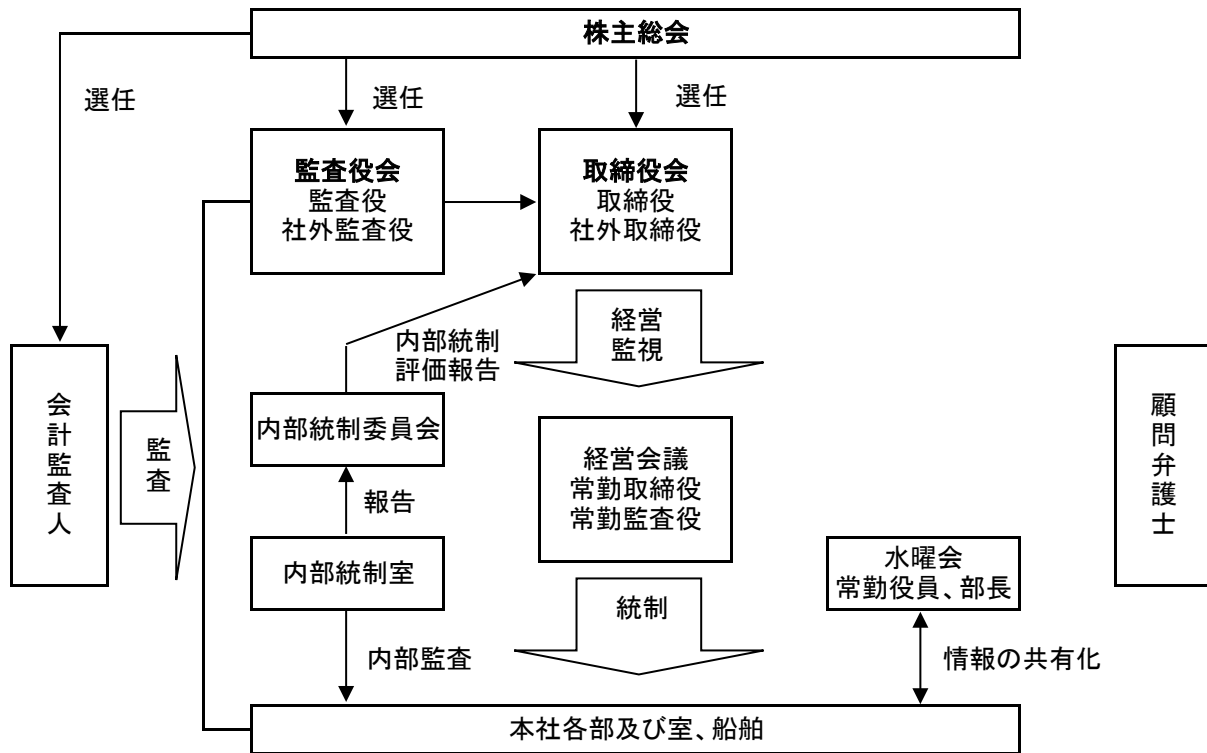 株主総会
選任
選任
選任
監査役会
監査役
社外監査役
取締役会
取締役
社外取締役
内部統制
評価報告
経営
監視
会計監査人
監査
内部統制委員会
経営会議
常勤取締役
常勤監査役
顧問弁護士
報告
内部統制室
水曜会
常勤役員、部長
統制
内部監査
情報の共有化
本社各部及び室、船舶